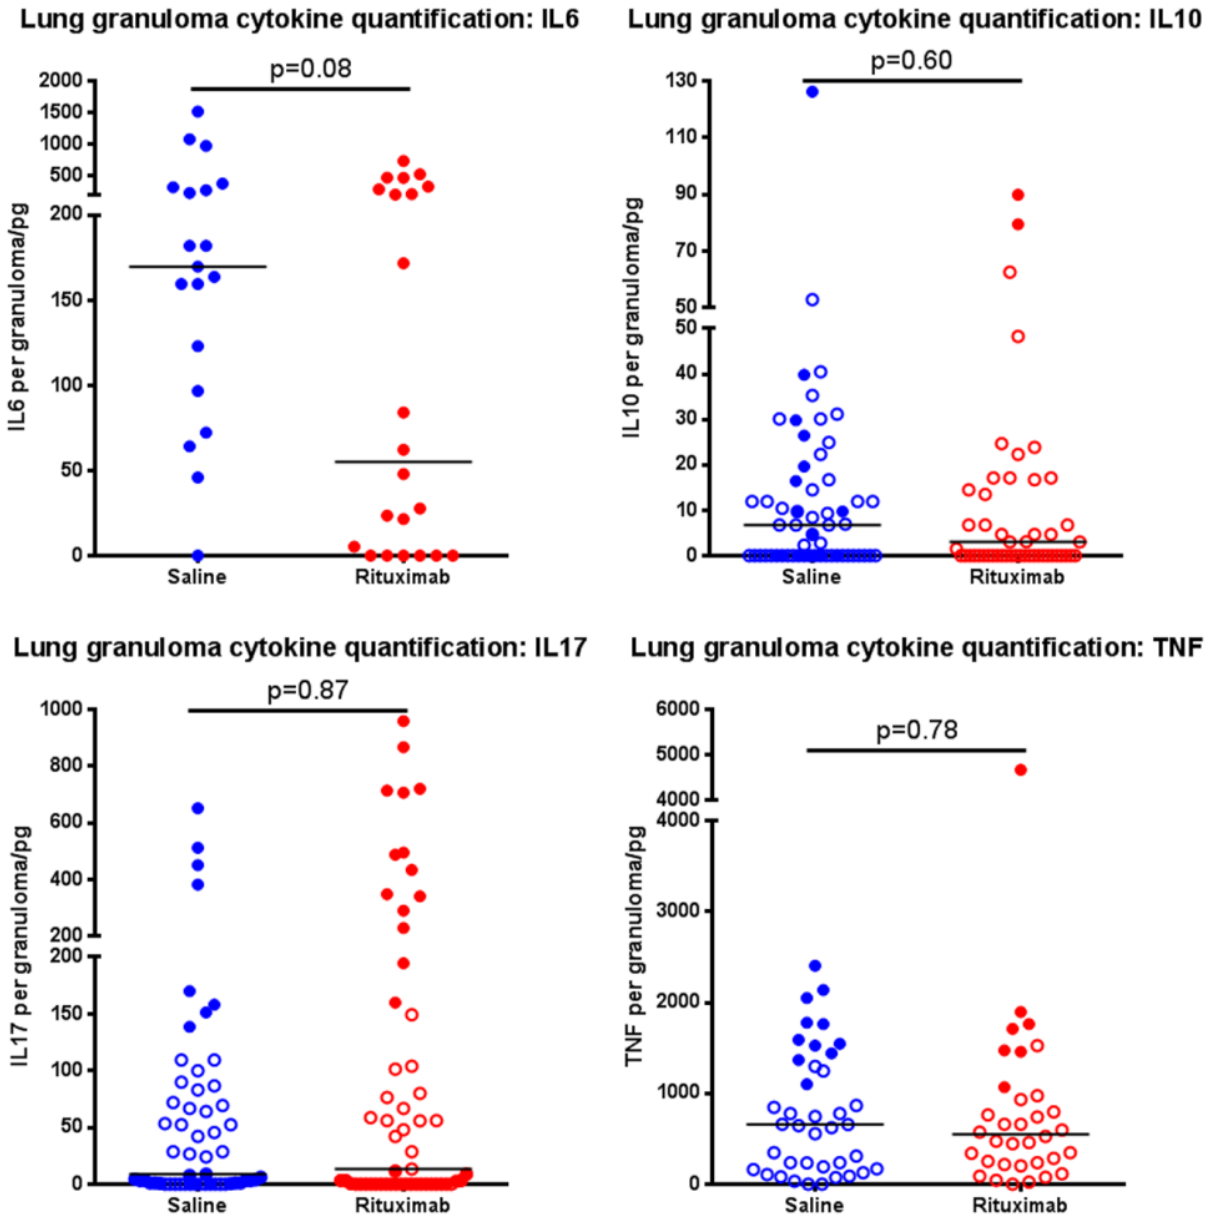 Lung granuloma cytokine quantification: IL6
p=0.08
IL6 per granuloma/pg
2000
1500
1000
500
200
150
100
50
0
Saline
Rituximab
Lung granuloma cytokine quantification: IL10
p=0.60
IL10 per granuloma/pg
130
110
90
70
50
50
40
30
20
10
0
Saline
Rituximab
Lung granuloma cytokine quantification: IL17
p=0.87
IL17 per granuloma/pg
1000
800
600
400
200
200
150
100
50
0
Saline
Rituximab
Lung granuloma cytokine quantification: TNF
p=0.78
TNF per granuloma/pg
6000
5000
4000
4000
3000
2000
1000
0
Saline
Rituximab